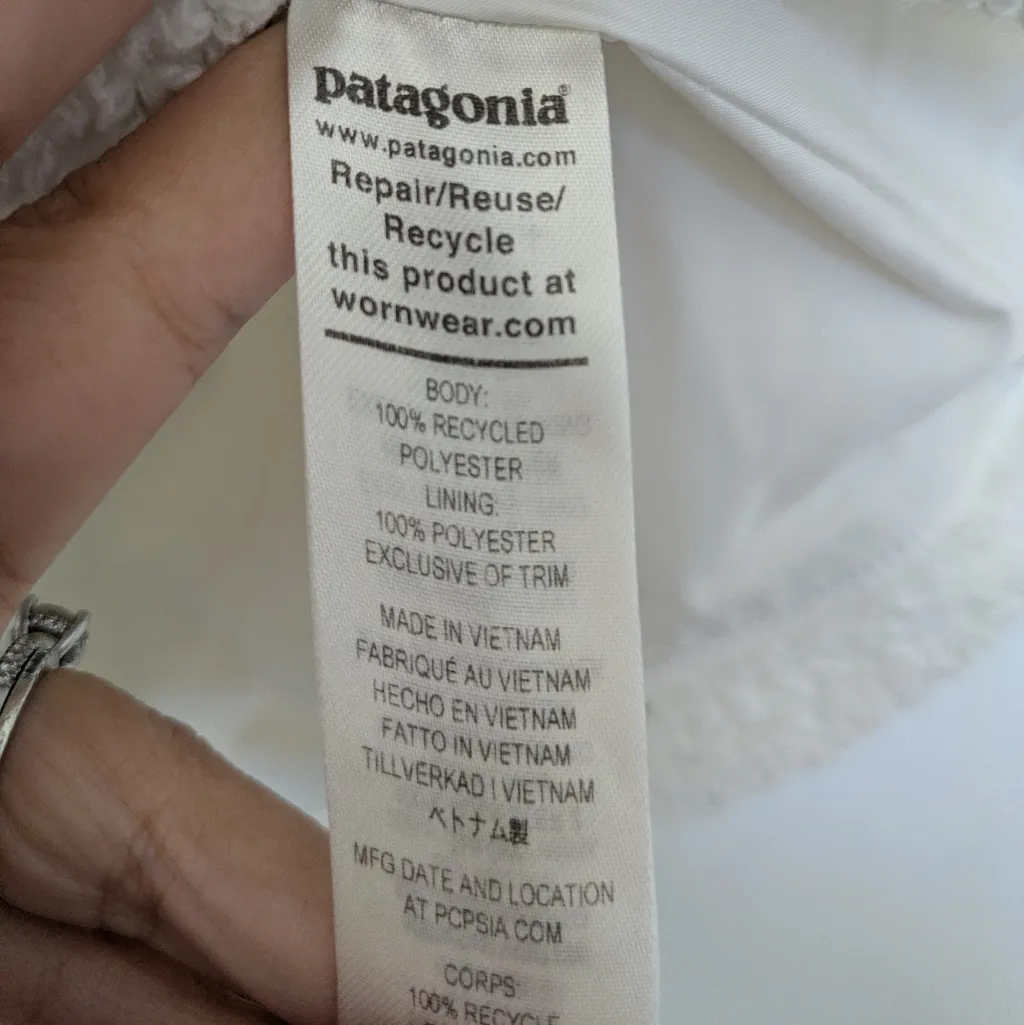 patagonia®
www.patagonia.com
Repair/Reuse/
Recycle
this product at
wornwear.com
BODY:
100% RECYCLED
POLYESTER
LINING:
100% POLYESTER
EXCLUSIVE OF TRIM
MADE IN VIETNAM
FABRIQUÉ AU VIETNAM
HECHO EN VIETNAM
FATTO IN VIETNAM
TILLVERKAD I VIETNAM
ベトナム製
MFG DATE AND LOCATION
AT PCPSIA.COM
CORPS:
100% RECYCLÉ